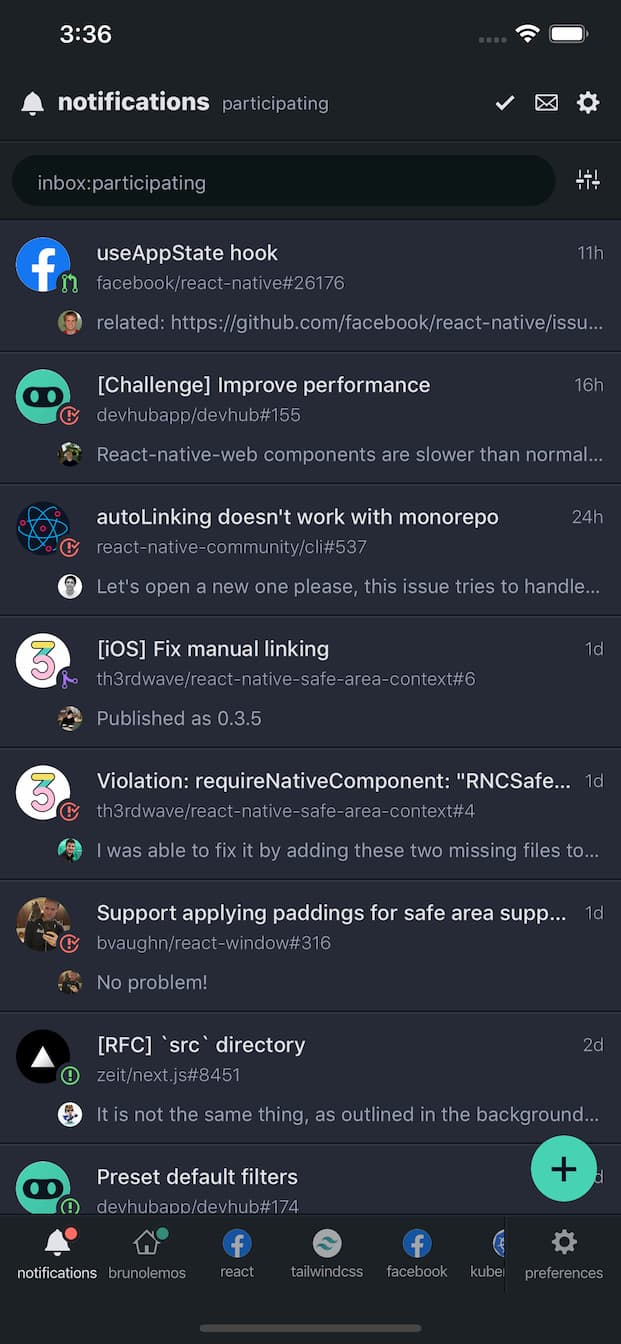 3:36
notifications participating
inbox:participating
useAppState hook 11h
facebook/react-native#26176
related: https://github.com/facebook/react-native/issu...
[Challenge] Improve performance 16h
devhubapp/devhub#155
React-native-web components are slower than normal...
autoLinking doesn't work with monorepo 24h
react-native-community/cli#537
Let's open a new one please, this issue tries to handle...
[iOS] Fix manual linking 1d
th3rdwave/react-native-safe-area-context#6
Published as 0.3.5
Violation: requireNativeComponent: "RNCSafe... 1d
th3rdwave/react-native-safe-area-context#4
I was able to fix it by adding these two missing files to...
Support applying paddings for safe area supp... 1d
bvaughn/react-window#316
No problem!
[RFC] `src` directory 2d
zeit/next.js#8451
It is not the same thing, as outlined in the background...
Preset default filters
devhubapp/devhub#174
notifications brunolemos react tailwindcss facebook kuber preferences